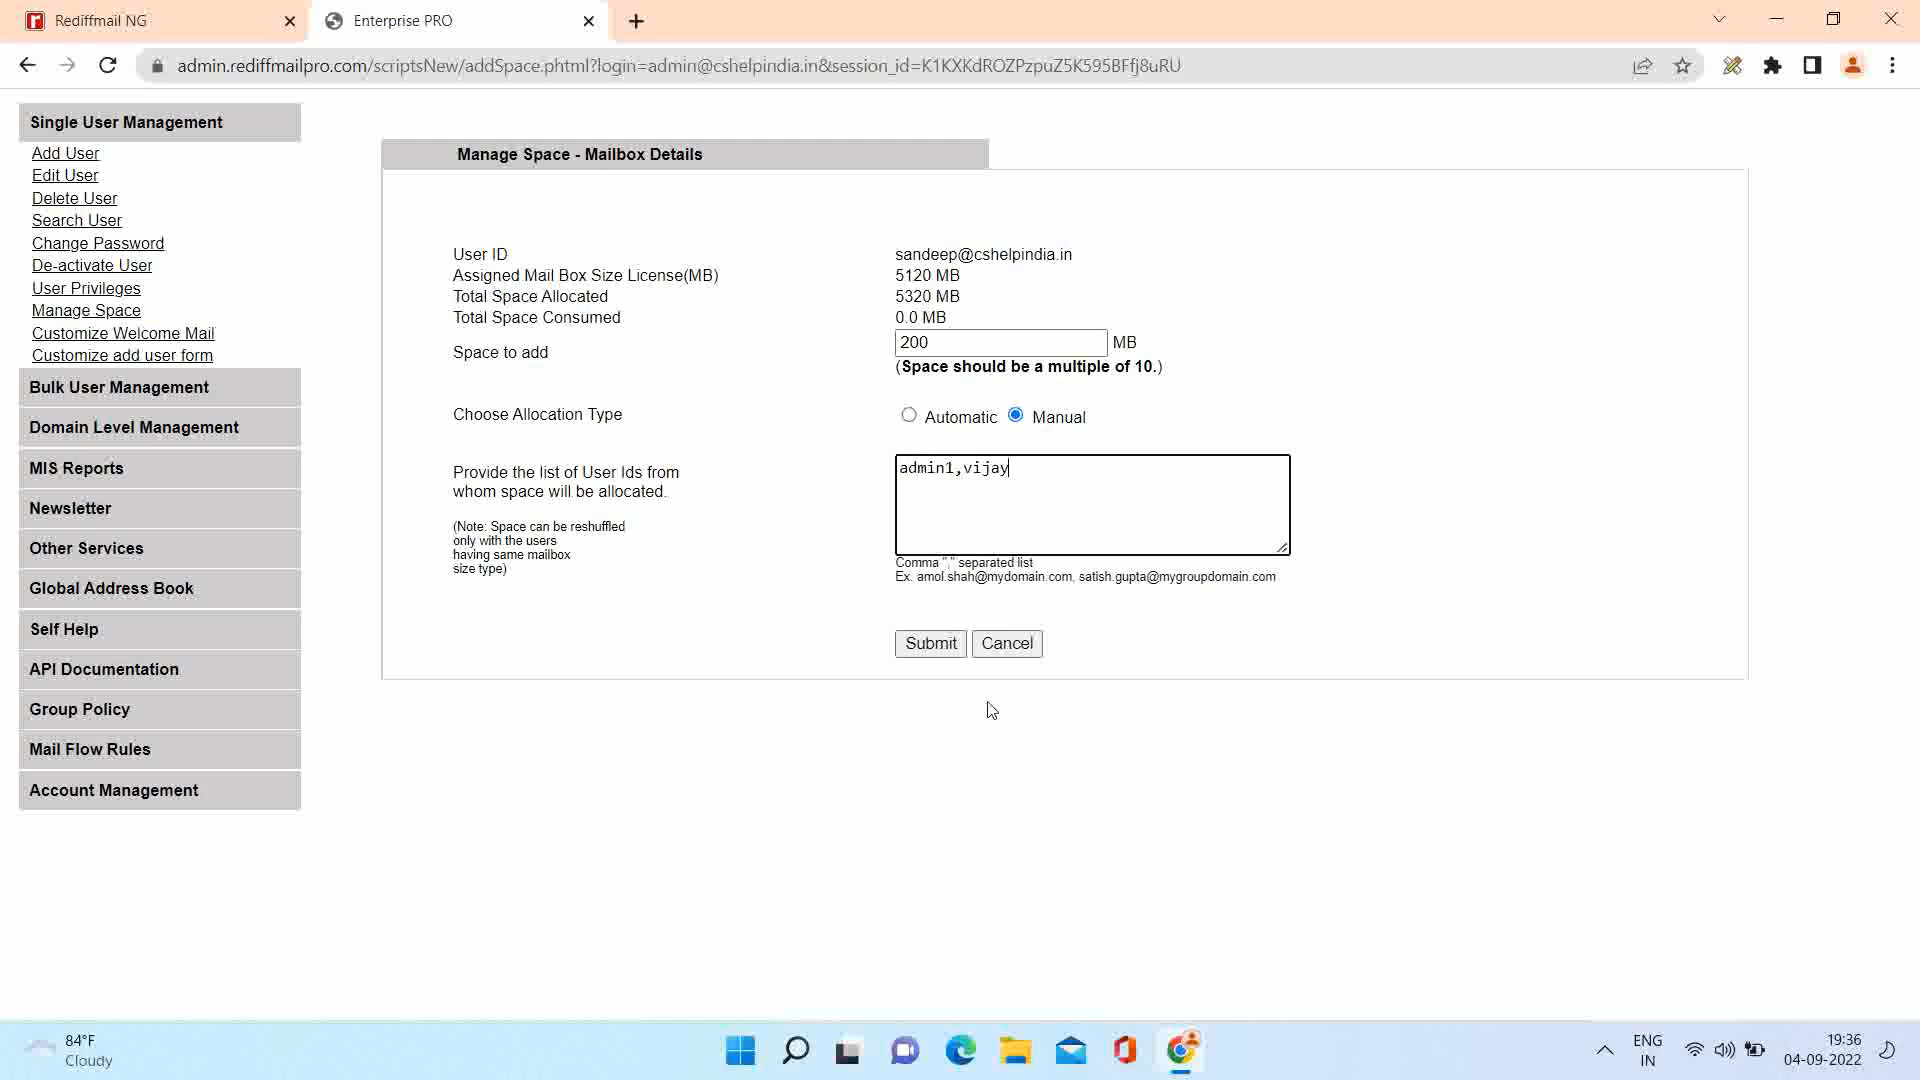 Rediffmail NG
Enterprise PRO
admin.rediffmailpro.com/scriptsNew/addSpace.phtml?login=admin@cshelpindia.in&session_id=K1KXKdROZPzpuZ5K595BFfj8uRU
Single User Management
Add User
Edit User
Delete User
Search User
Change Password
De-activate User
User Privileges
Manage Space
Customize Welcome Mail
Customize add user form
Bulk User Management
Domain Level Management
MIS Reports
Newsletter
Other Services
Global Address Book
Self Help
API Documentation
Group Policy
Mail Flow Rules
Account Management
Manage Space - Mailbox Details
User ID sandeep@cshelpindia.in
Assigned Mail Box Size License(MB) 5120 MB
Total Space Allocated 5320 MB
Total Space Consumed 0.0 MB
Space to add 200 MB
(Space should be a multiple of 10.)
Choose Allocation Type Automatic Manual
Provide the list of User Ids from
whom space will be allocated.
(Note: Space can be reshuffled
only with the users
having same mailbox
size type)
admin1,vijay
Comma "," separated list
Ex. amol.shah@mydomain.com, satish.gupta@mygroupdomain.com
Submit Cancel
84°F
Cloudy
ENG
IN
19:36
04-09-2022